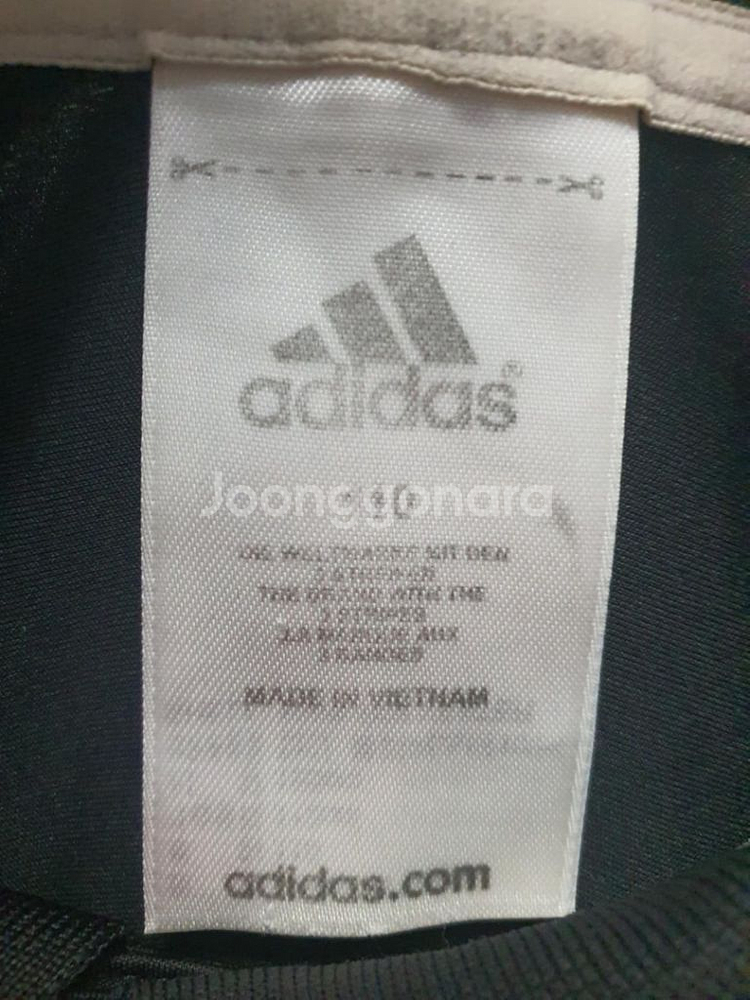 adidas®
Joonggonara
DIE WELTMARKE MIT DEN
3 STREIFEN
THE BRAND WITH THE
3 STRIPES
LA MARQUE AUX
3 BANDES
MADE IN VIETNAM
adidas.com